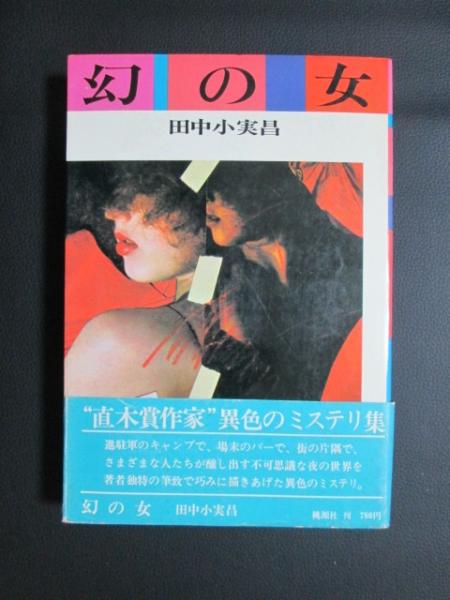 幻の女
田中小実昌
“直木賞作家”異色のミステリ集
進駐軍のキャンプで、場末のバーで、街の片隅で、
さまざまな人たちが醸し出す不可思議な夜の世界を
著者独特の筆致で巧みに描きあげた異色のミステリ。
幻の女 田中小実昌 桃源社 刊 780円